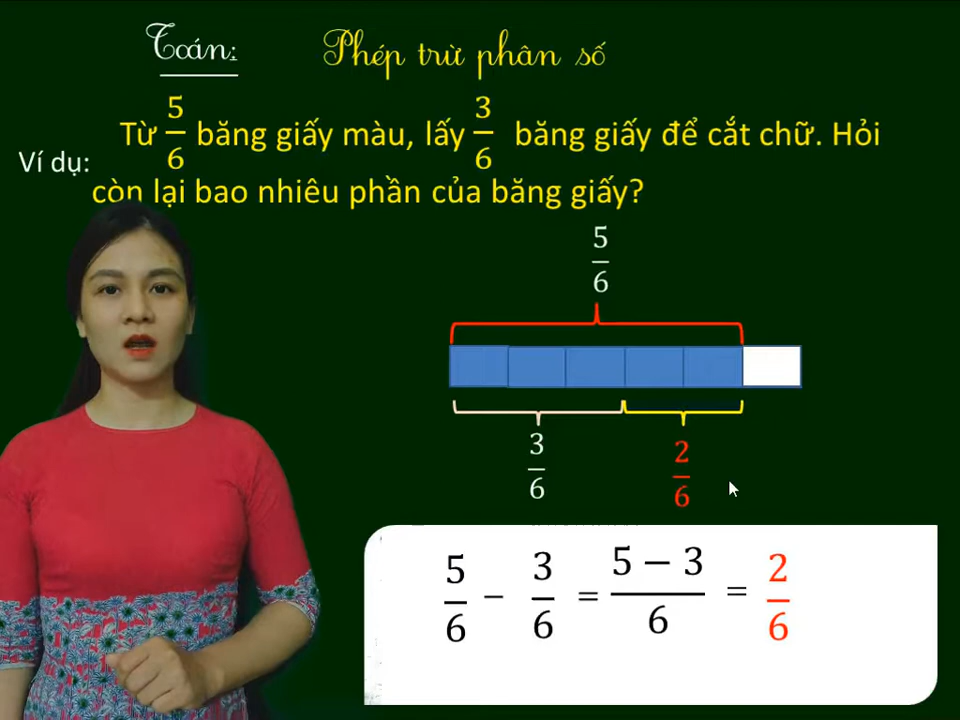 Toán:
Phép trừ phân số
Ví dụ:
Từ 5/6 băng giấy màu, lấy 3/6 băng giấy để cắt chữ. Hỏi
còn lại bao nhiêu phần của băng giấy?
5/6
3/6
2/6
5/6 − 3/6 = (5 − 3)/6 = 2/6